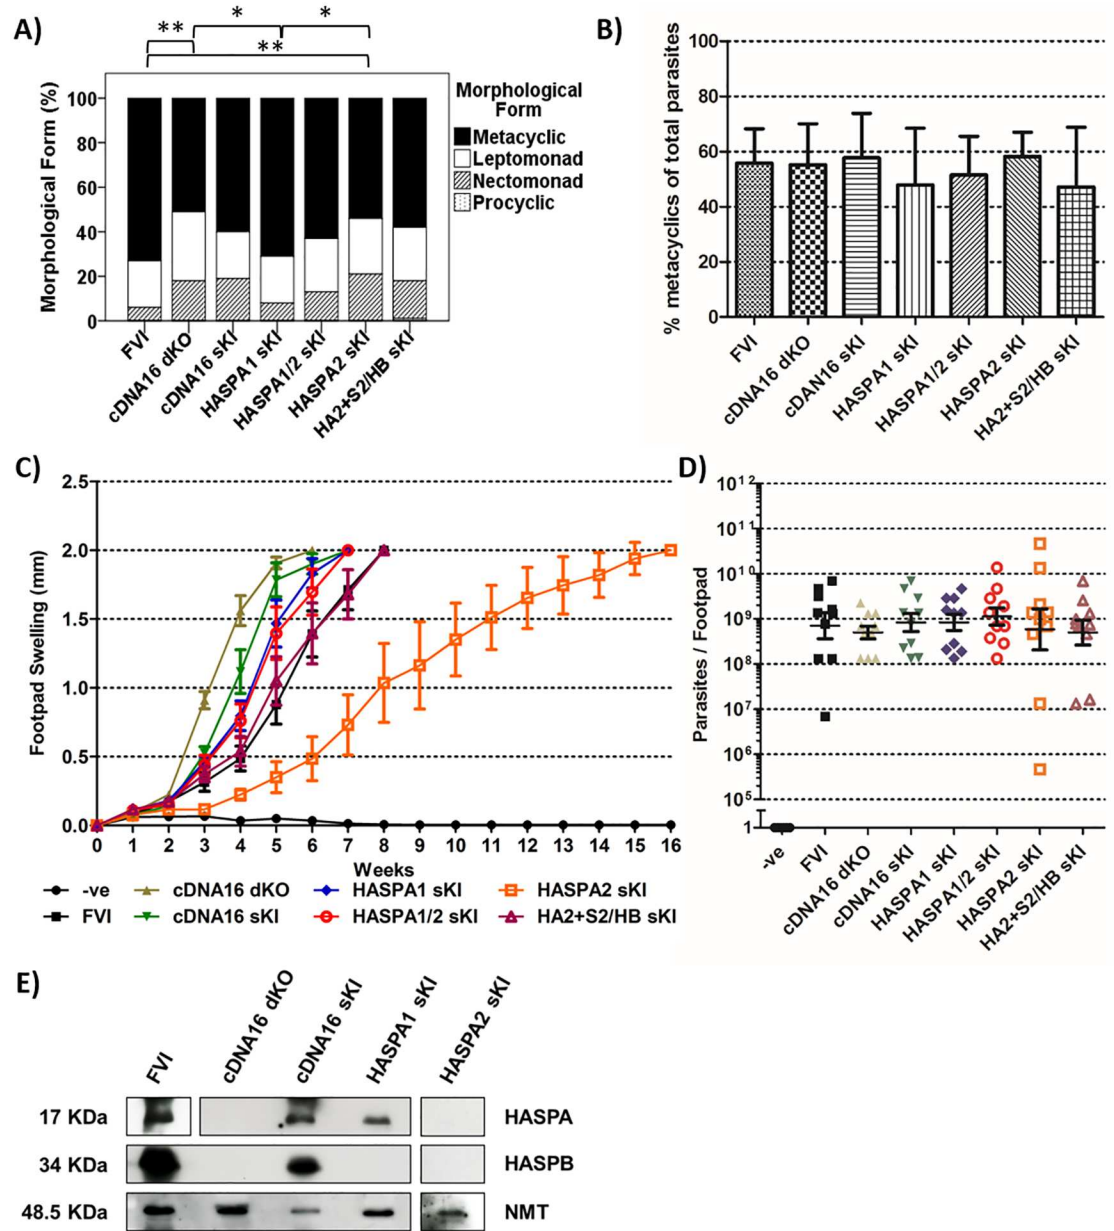 A)
** * *
**
Morphological Form (%)
100
80
60
40
20
0
FVI
cDNA16 dKO
cDNA16 sKI
HASPA1 sKI
HASPA1/2 sKI
HASPA2 sKI
HA2+S2/HB sKI
Morphological
Form
Metacyclic
Leptomonad
Nectomonad
Procyclic
B)
% metacyclics of total parasites
100
80
60
40
20
0
FVI
cDNA16 dKO
cDAN16 sKI
HASPA1 sKI
HASPA1/2 sKI
HASPA2 sKI
HA2+S2/HB sKI
C)
Footpad Swelling (mm)
2.5
2.0
1.5
1.0
0.5
0.0
0 1 2 3 4 5 6 7 8 9 10 11 12 13 14 15 16
Weeks
-ve cDNA16 dKO HASPA1 sKI HASPA2 sKI
FVI cDNA16 sKI HASPA1/2 sKI HA2+S2/HB sKI
D)
Parasites / Footpad
10¹²
10¹¹
10¹⁰
10⁹
10⁸
10⁷
10⁶
10⁵
1
-ve
FVI
cDNA16 dKO
cDNA16 sKI
HASPA1 sKI
HASPA1/2 sKI
HASPA2 sKI
HA2+S2/HB sKI
E)
FVI
cDNA16 dKO
cDNA16 sKI
HASPA1 sKI
HASPA2 sKI
17 KDa HASPA
34 KDa HASPB
48.5 KDa NMT